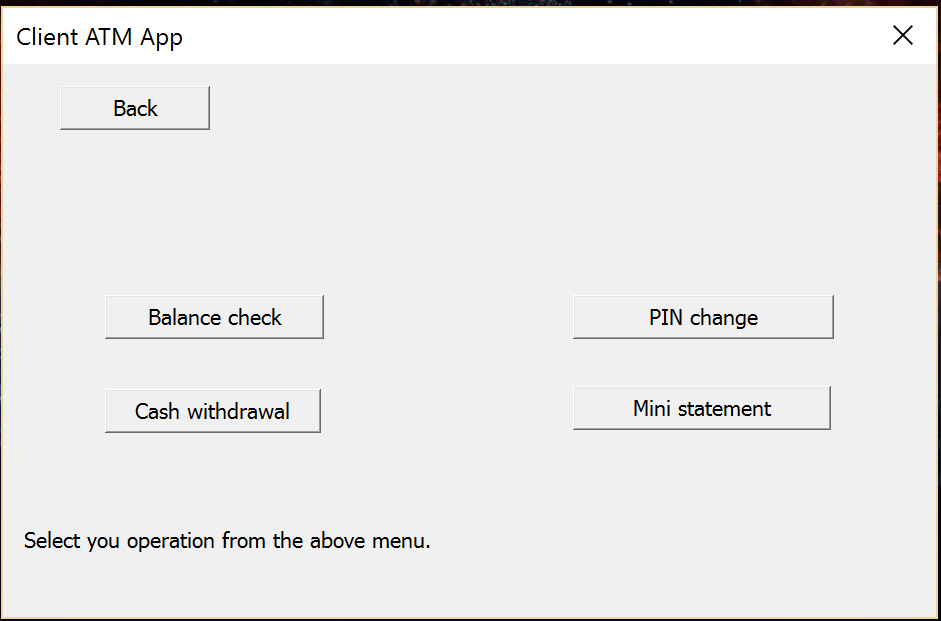 Client ATM App
Back
Balance check
PIN change
Cash withdrawal
Mini statement
Select you operation from the above menu.